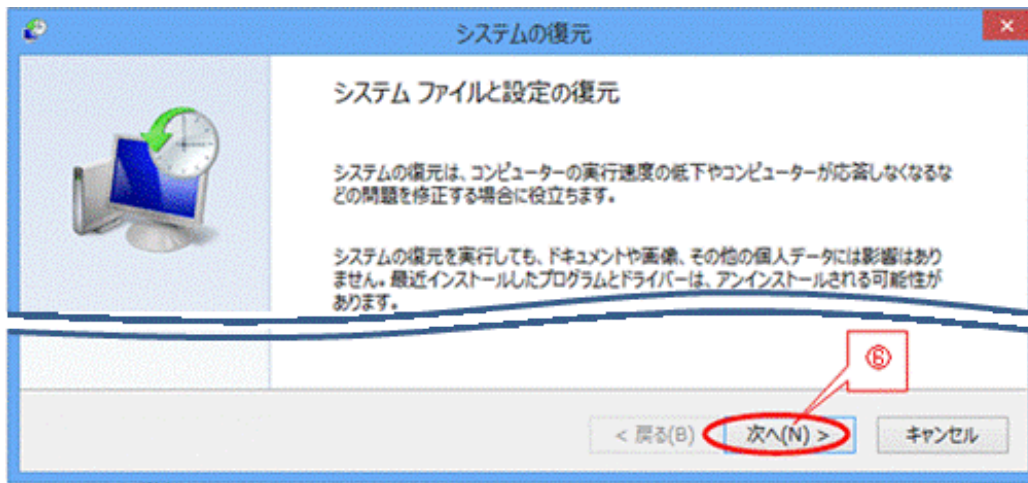 システムの復元
システム ファイルと設定の復元
システムの復元は、コンピューターの実行速度の低下やコンピューターが応答しなくなるな
どの問題を修正する場合に役立ちます。
システムの復元を実行しても、ドキュメントや画像、その他の個人データには影響はあり
ません。最近インストールしたプログラムとドライバーは、アンインストールされる可能性が
あります。
⑥
< 戻る(B) 次へ(N) > キャンセル